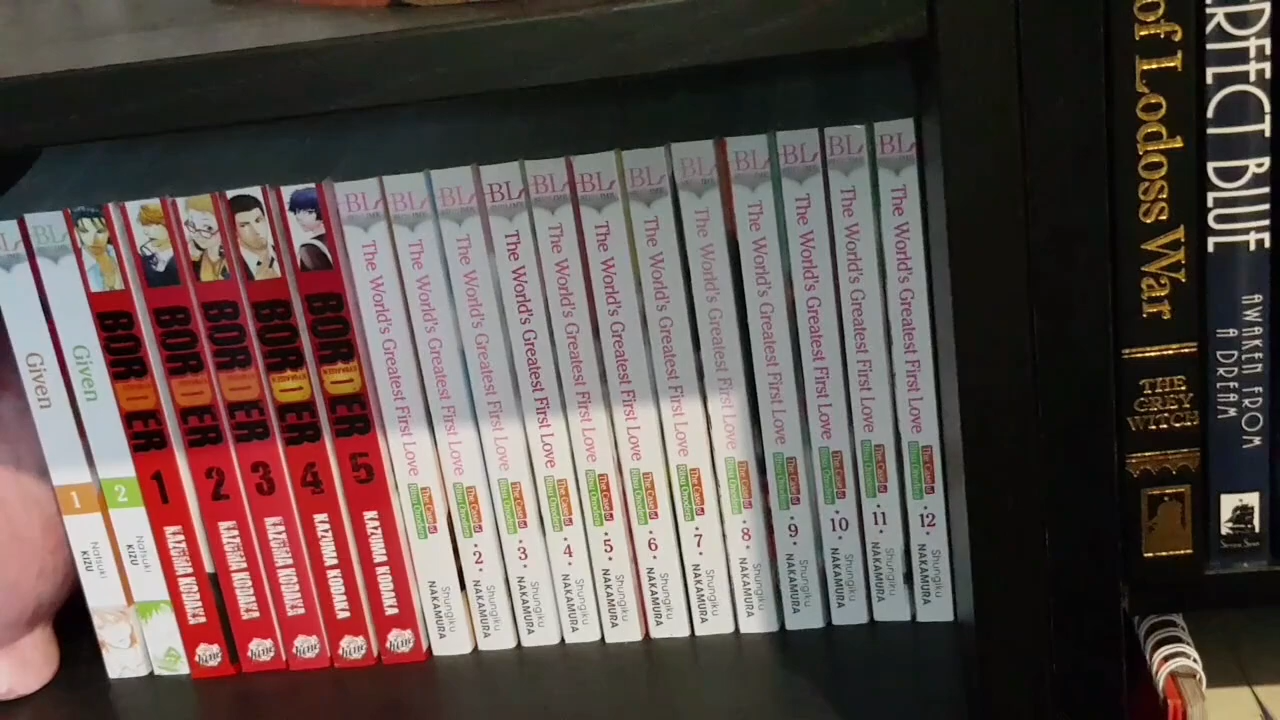 BL
Given
1
Natsuki
KIZU
BL
Given
2
Natsuki
KIZU
BORDER
1
KAZUMA KODAKA
june
BORDER
2
KAZUMA KODAKA
june
BORDER
3
KAZUMA KODAKA
june
BORDER
4
KAZUMA KODAKA
june
BORDER
5
KAZUMA KODAKA
june
BL
The World's Greatest First Love
The Case of
Ritsu Onodera
Shungiku
NAKAMURA
BL
The World's Greatest First Love
The Case of
Ritsu Onodera
·2·
Shungiku
NAKAMURA
BL
The World's Greatest First Love
The Case of
Ritsu Onodera
·3·
Shungiku
NAKAMURA
BL
The World's Greatest First Love
The Case of
Ritsu Onodera
·4·
Shungiku
NAKAMURA
BL
The World's Greatest First Love
The Case of
Ritsu Onodera
·5·
Shungiku
NAKAMURA
BL
The World's Greatest First Love
The Case of
Ritsu Onodera
·6·
Shungiku
NAKAMURA
BL
The World's Greatest First Love
The Case of
Ritsu Onodera
·7·
Shungiku
NAKAMURA
BL
The World's Greatest First Love
The Case of
Ritsu Onodera
·8·
Shungiku
NAKAMURA
BL
The World's Greatest First Love
The Case of
Ritsu Onodera
·9·
Shungiku
NAKAMURA
BL
The World's Greatest First Love
The Case of
Ritsu Onodera
·10·
Shungiku
NAKAMURA
BL
The World's Greatest First Love
The Case of
Ritsu Onodera
·11·
Shungiku
NAKAMURA
BL
The World's Greatest First Love
The Case of
Ritsu Onodera
·12·
Shungiku
NAKAMURA
of Lodoss War
THE
GREY
WITCH
ERFECT BLUE
AWAKEN FROM
A DREAM
SEVEN SEAS